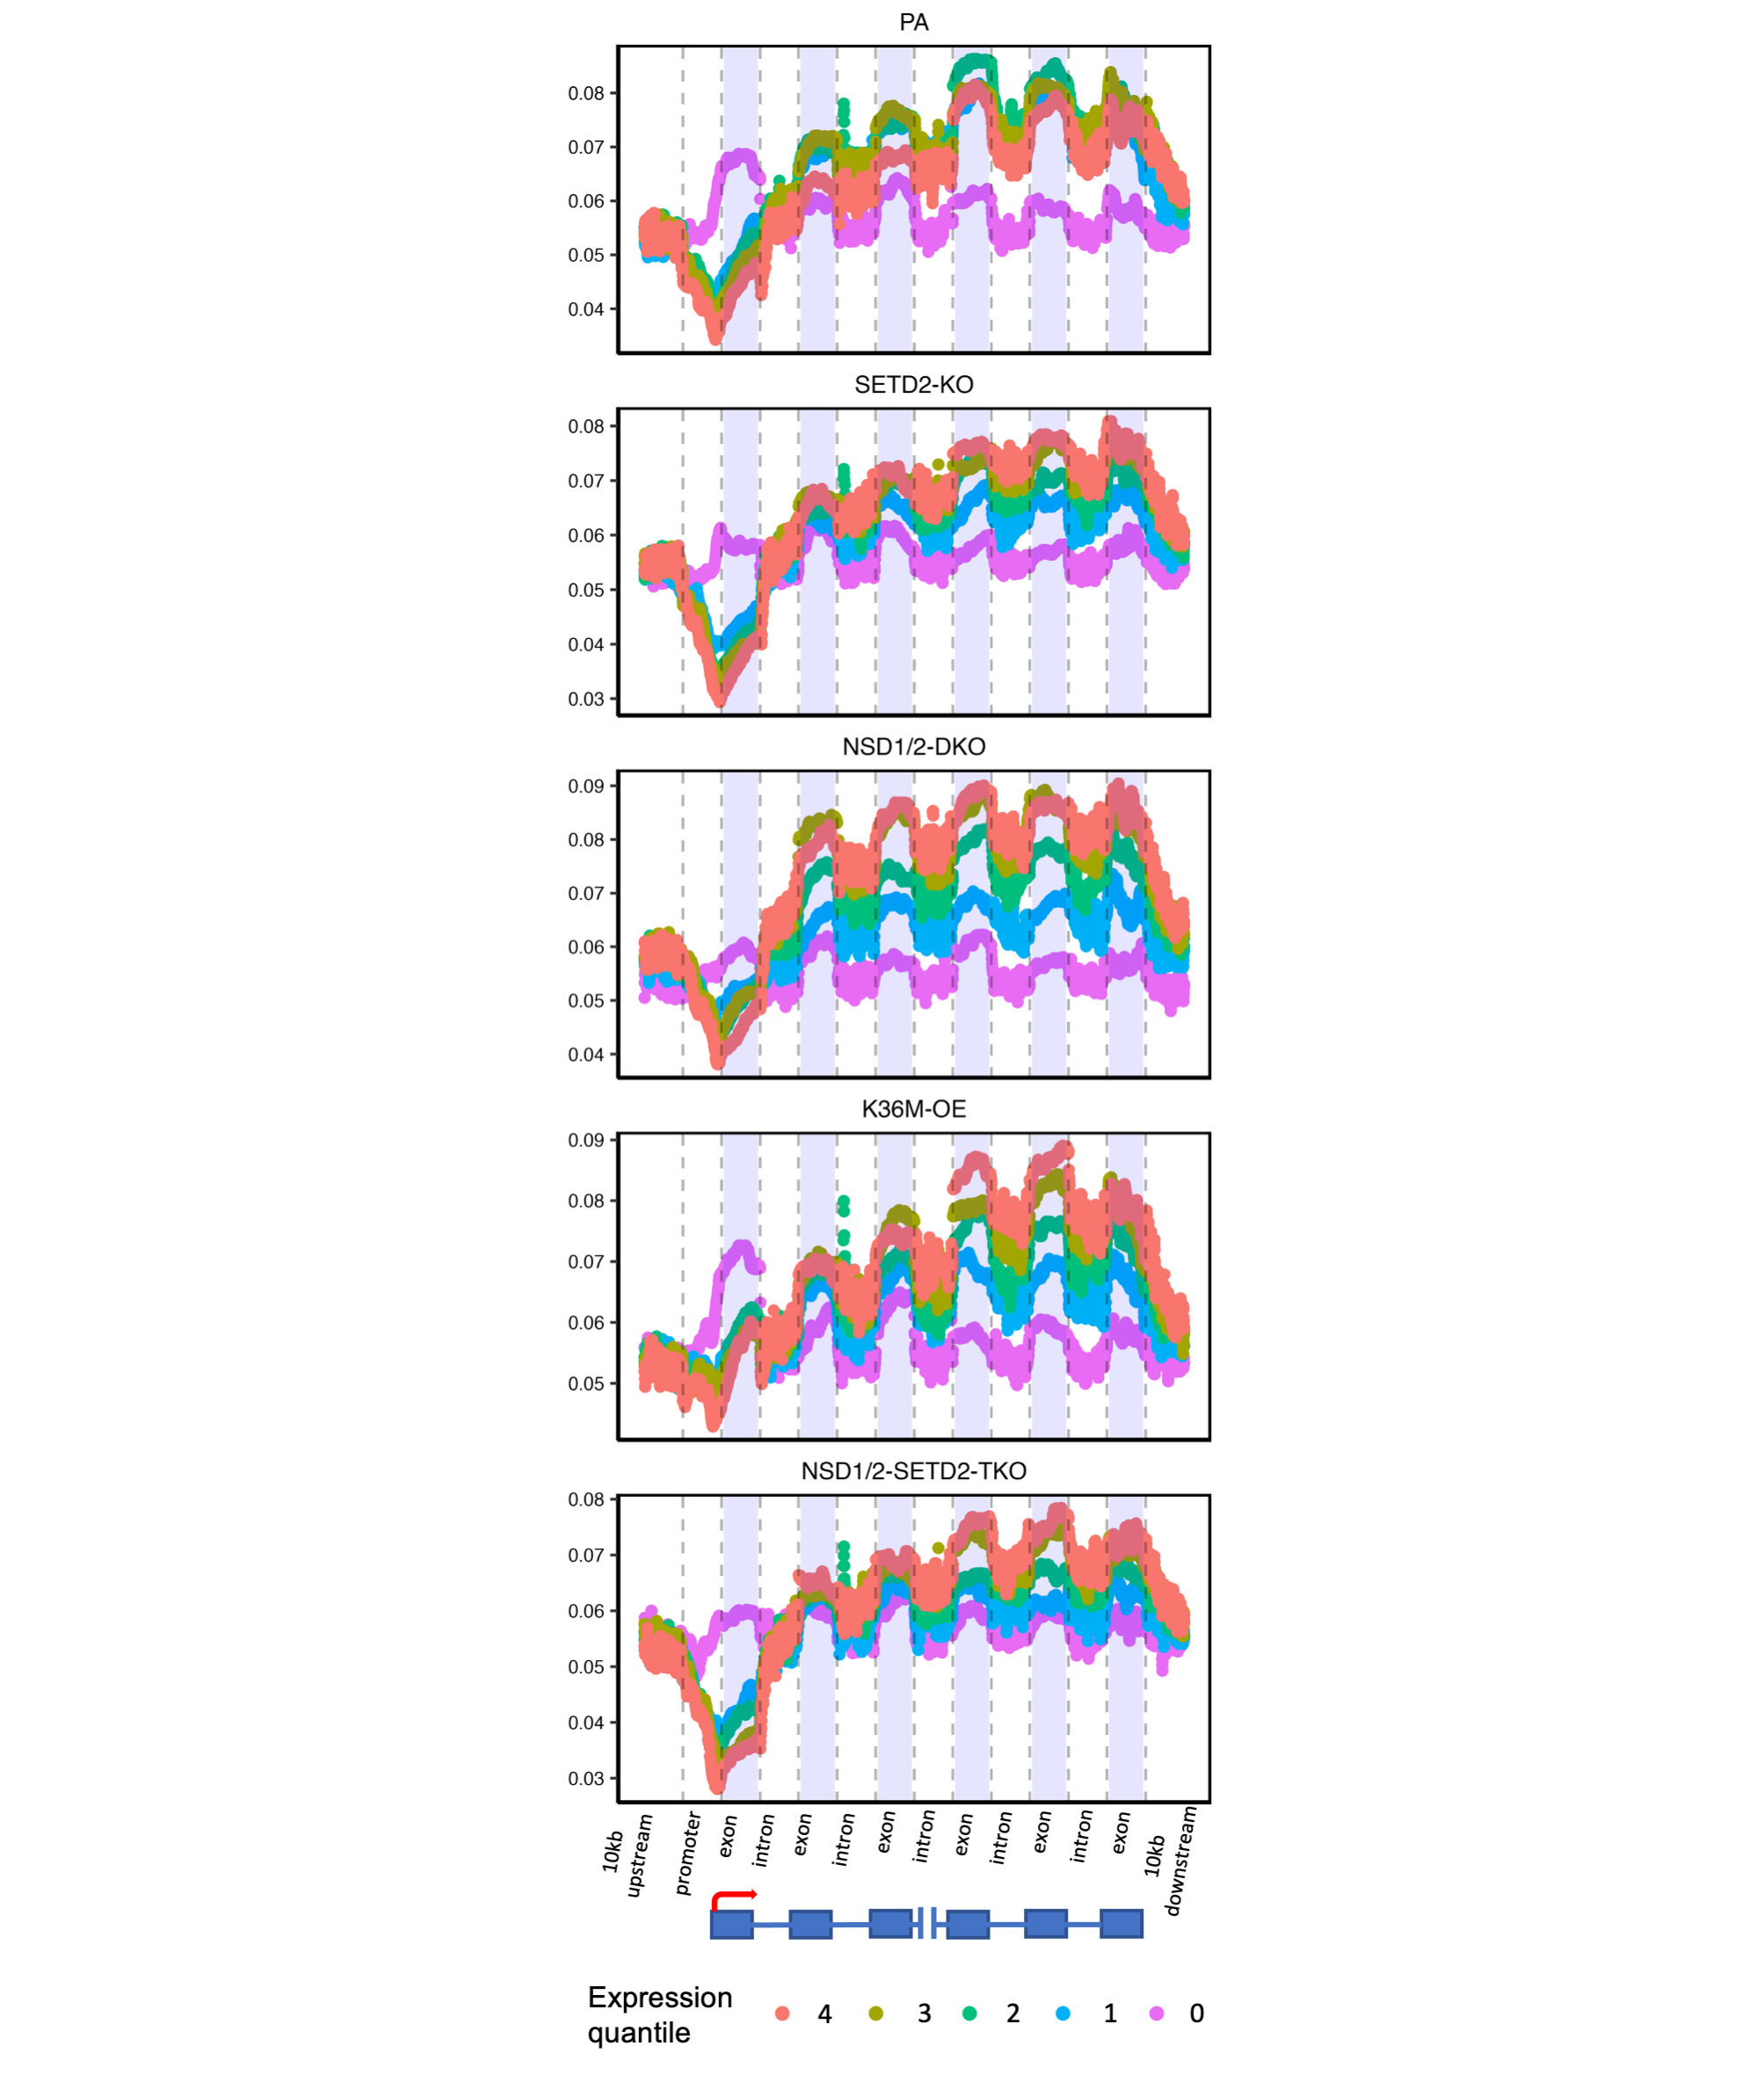 PA
0.08
0.07
0.06
0.05
0.04
SETD2-KO
0.08
0.07
0.06
0.05
0.04
0.03
NSD1/2-DKO
0.09
0.08
0.07
0.06
0.05
0.04
K36M-OE
0.09
0.08
0.07
0.06
0.05
NSD1/2-SETD2-TKO
0.08
0.07
0.06
0.05
0.04
0.03
10kb
upstream
promoter
exon
intron
exon
intron
exon
intron
exon
intron
exon
intron
exon
10kb
downstream
Expression
quantile
4 3 2 1 0